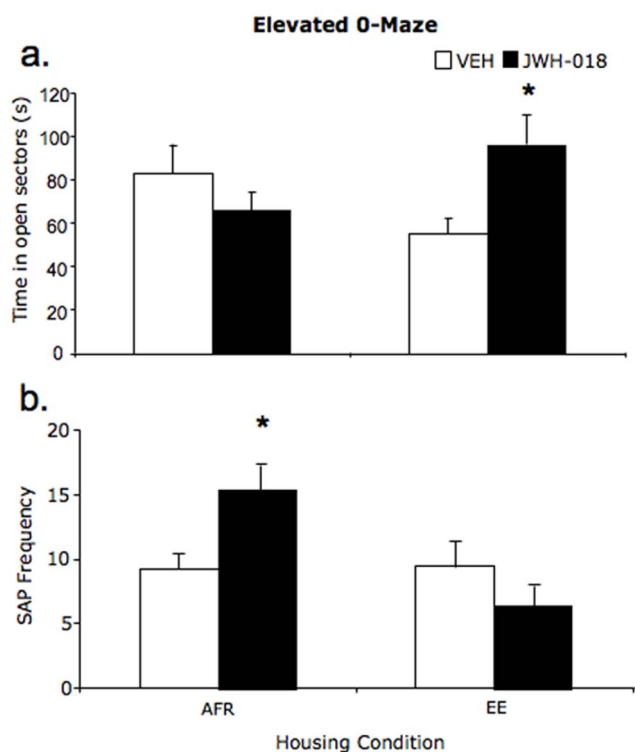 Elevated 0-Maze
a.
VEH JWH-018
*
Time in open sectors (s)
120
100
80
60
40
20
0
b.
*
SAP Frequency
20
15
10
5
0
AFR EE
Housing Condition